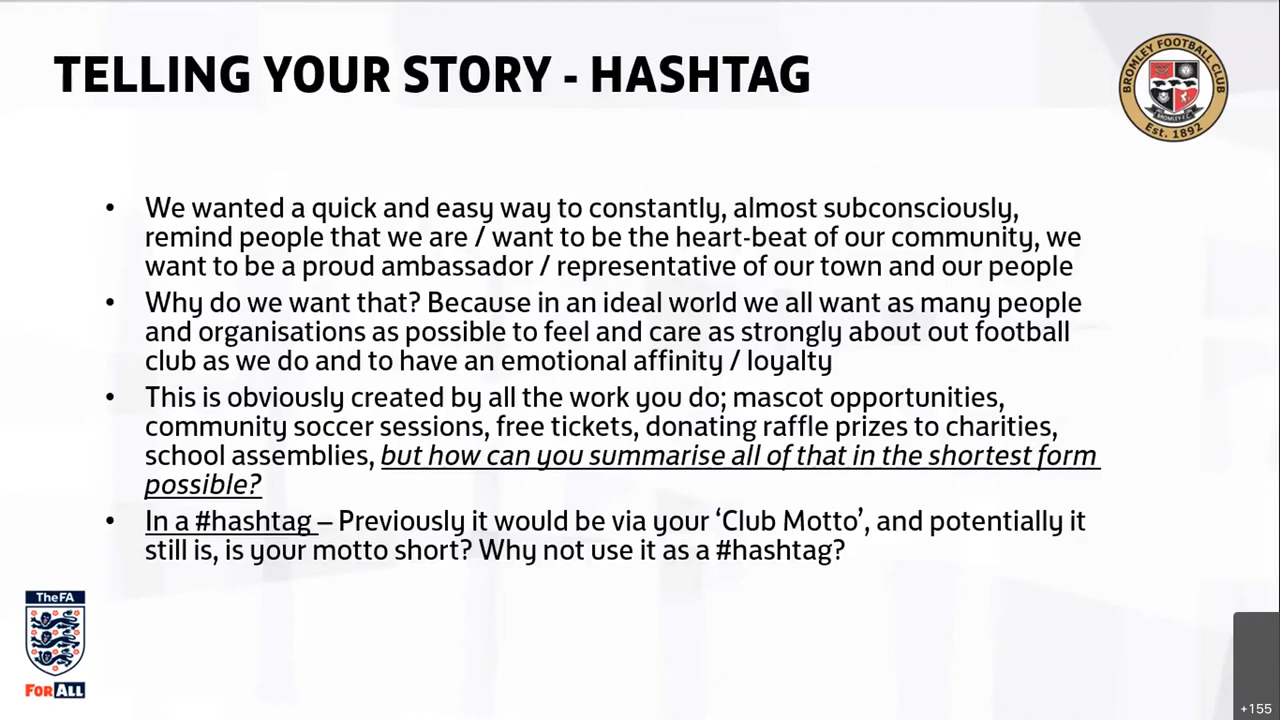 TELLING YOUR STORY - HASHTAG
BROMLEY FOOTBALL CLUB
BROMLEY F.C.
Est. 1892
• We wanted a quick and easy way to constantly, almost subconsciously,
remind people that we are / want to be the heart-beat of our community, we
want to be a proud ambassador / representative of our town and our people
• Why do we want that? Because in an ideal world we all want as many people
and organisations as possible to feel and care as strongly about out football
club as we do and to have an emotional affinity / loyalty
• This is obviously created by all the work you do; mascot opportunities,
community soccer sessions, free tickets, donating raffle prizes to charities,
school assemblies, but how can you summarise all of that in the shortest form
possible?
• In a #hashtag – Previously it would be via your ‘Club Motto’, and potentially it
still is, is your motto short? Why not use it as a #hashtag?
TheFA
FORALL
+155